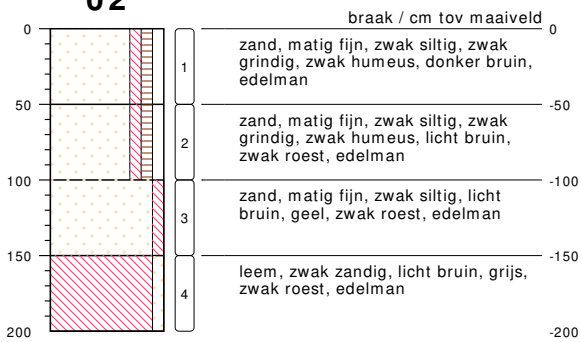 02
braak / cm tov maaiveld
0
0
zand, matig fijn, zwak siltig, zwak
grindig, zwak humeus, donker bruin,
edelman
1
50
-50
zand, matig fijn, zwak siltig, zwak
grindig, zwak humeus, licht bruin,
zwak roest, edelman
2
100
-100
zand, matig fijn, zwak siltig, licht
bruin, geel, zwak roest, edelman
3
150
-150
leem, zwak zandig, licht bruin, grijs,
zwak roest, edelman
4
200
-200